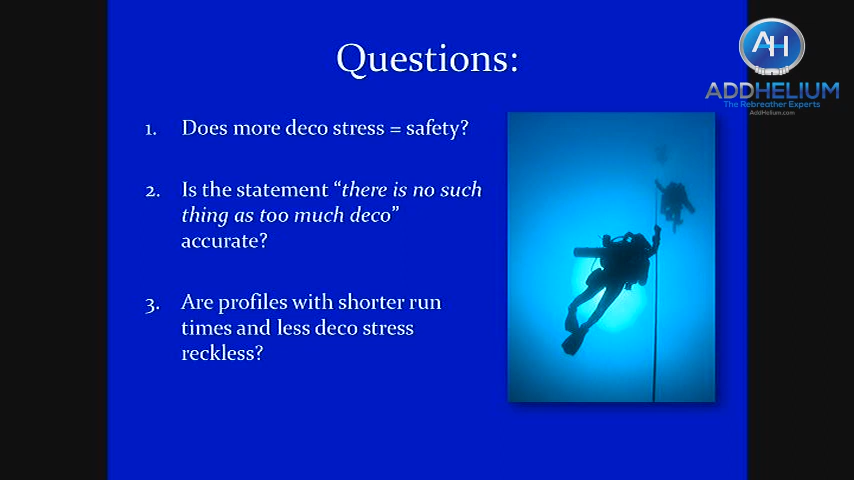 Questions:
AH
ADDHELIUM
The Rebreather Experts
AddHelium.com
1. Does more deco stress = safety?
2. Is the statement “there is no such
thing as too much deco”
accurate?
3. Are profiles with shorter run
times and less deco stress
reckless?